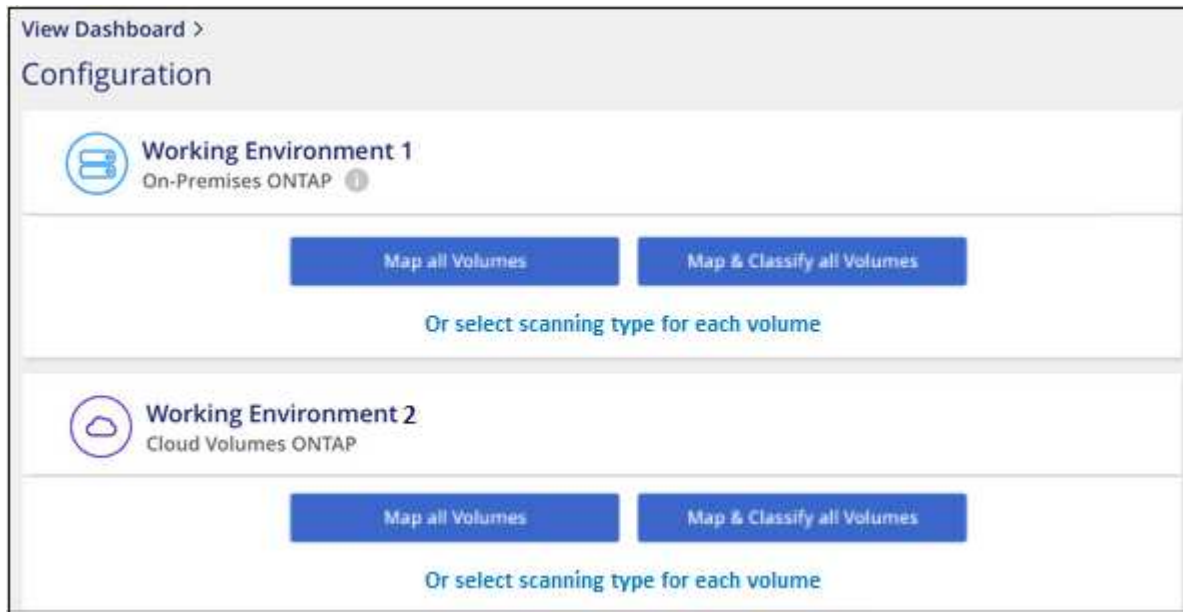 View Dashboard >
Configuration
Working Environment 1
On-Premises ONTAP i
Map all Volumes
Map & Classify all Volumes
Or select scanning type for each volume
Working Environment 2
Cloud Volumes ONTAP
Map all Volumes
Map & Classify all Volumes
Or select scanning type for each volume